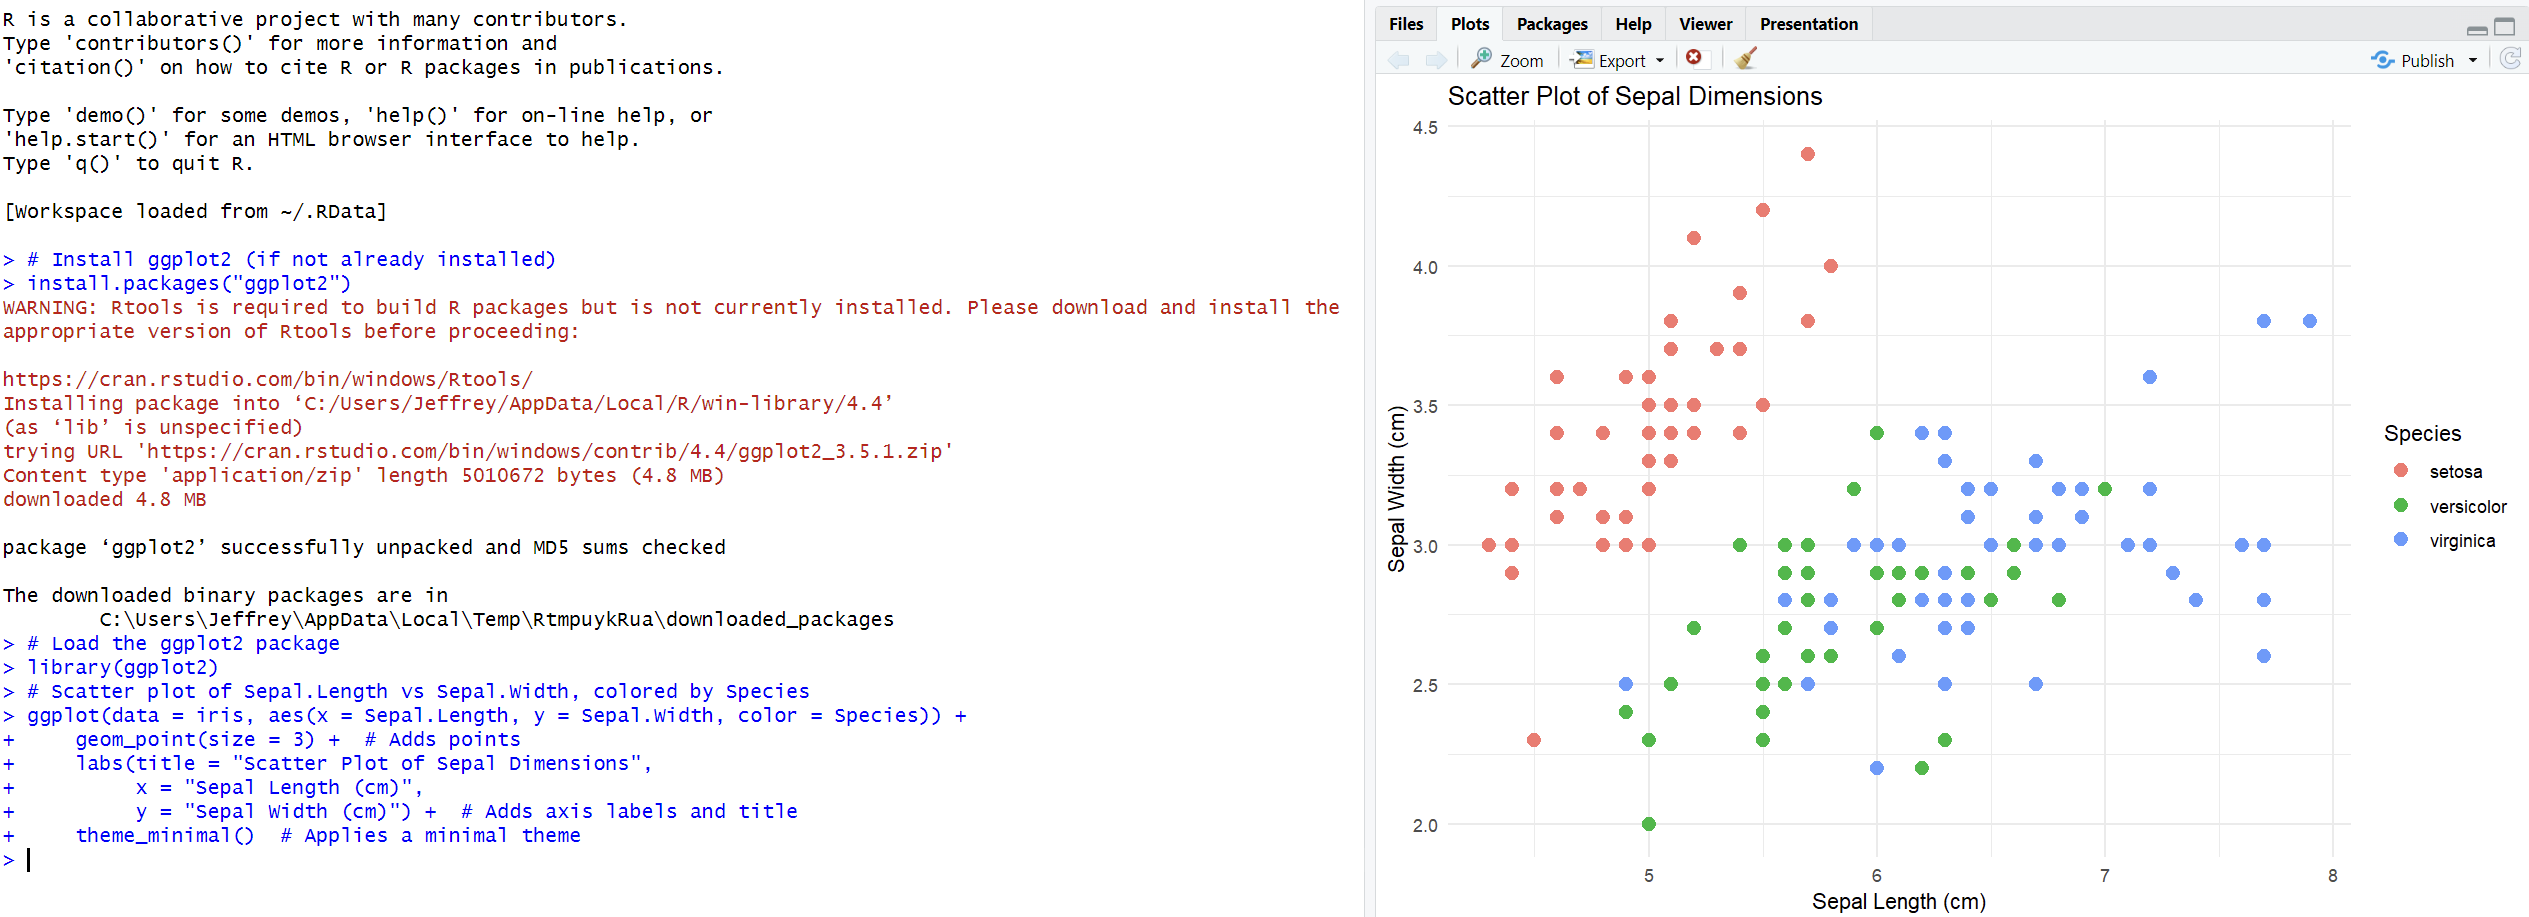 R is a collaborative project with many contributors.
Type 'contributors()' for more information and
'citation()' on how to cite R or R packages in publications.
Type 'demo()' for some demos, 'help()' for on-line help, or
'help.start()' for an HTML browser interface to help.
Type 'q()' to quit R.
[Workspace loaded from ~/.RData]
> # Install ggplot2 (if not already installed)
> install.packages("ggplot2")
WARNING: Rtools is required to build R packages but is not currently installed. Please download and install the
appropriate version of Rtools before proceeding:
https://cran.rstudio.com/bin/windows/Rtools/
Installing package into ‘C:/Users/Jeffrey/AppData/Local/R/win-library/4.4’
(as ‘lib’ is unspecified)
trying URL 'https://cran.rstudio.com/bin/windows/contrib/4.4/ggplot2_3.5.1.zip'
Content type 'application/zip' length 5010672 bytes (4.8 MB)
downloaded 4.8 MB
package ‘ggplot2’ successfully unpacked and MD5 sums checked
The downloaded binary packages are in
        C:\Users\Jeffrey\AppData\Local\Temp\RtmpuykRua\downloaded_packages
> # Load the ggplot2 package
> library(ggplot2)
> # Scatter plot of Sepal.Length vs Sepal.Width, colored by Species
> ggplot(data = iris, aes(x = Sepal.Length, y = Sepal.Width, color = Species)) +
+     geom_point(size = 3) +  # Adds points
+     labs(title = "Scatter Plot of Sepal Dimensions",
+          x = "Sepal Length (cm)",
+          y = "Sepal Width (cm)") +  # Adds axis labels and title
+     theme_minimal()  # Applies a minimal theme
>
Files Plots Packages Help Viewer Presentation
Zoom Export Publish
Scatter Plot of Sepal Dimensions
4.5
4.0
3.5
3.0
2.5
2.0
Sepal Width (cm)
5 6 7 8
Sepal Length (cm)
Species
setosa
versicolor
virginica